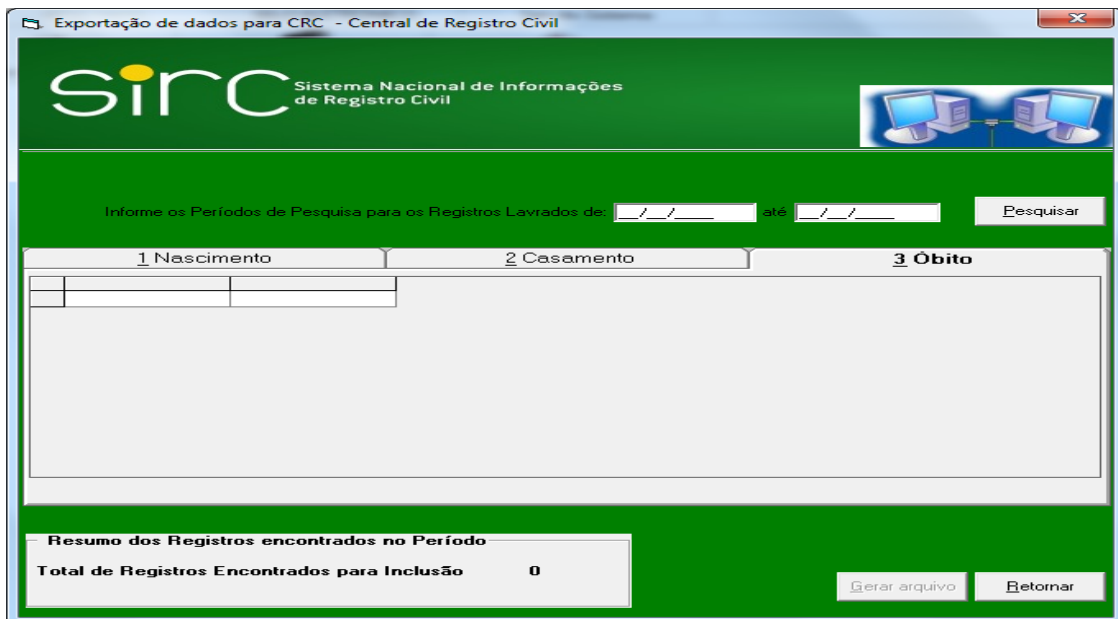 Exportação de dados para CRC - Central de Registro Civil
sirc Sistema Nacional de Informações
de Registro Civil
Informe os Períodos de Pesquisa para os Registros Lavrados de: __/__/____ até __/__/____ Pesquisar
1 Nascimento 2 Casamento 3 Óbito
Resumo dos Registros encontrados no Período
Total de Registros Encontrados para Inclusão 0
Gerar arquivo Retornar